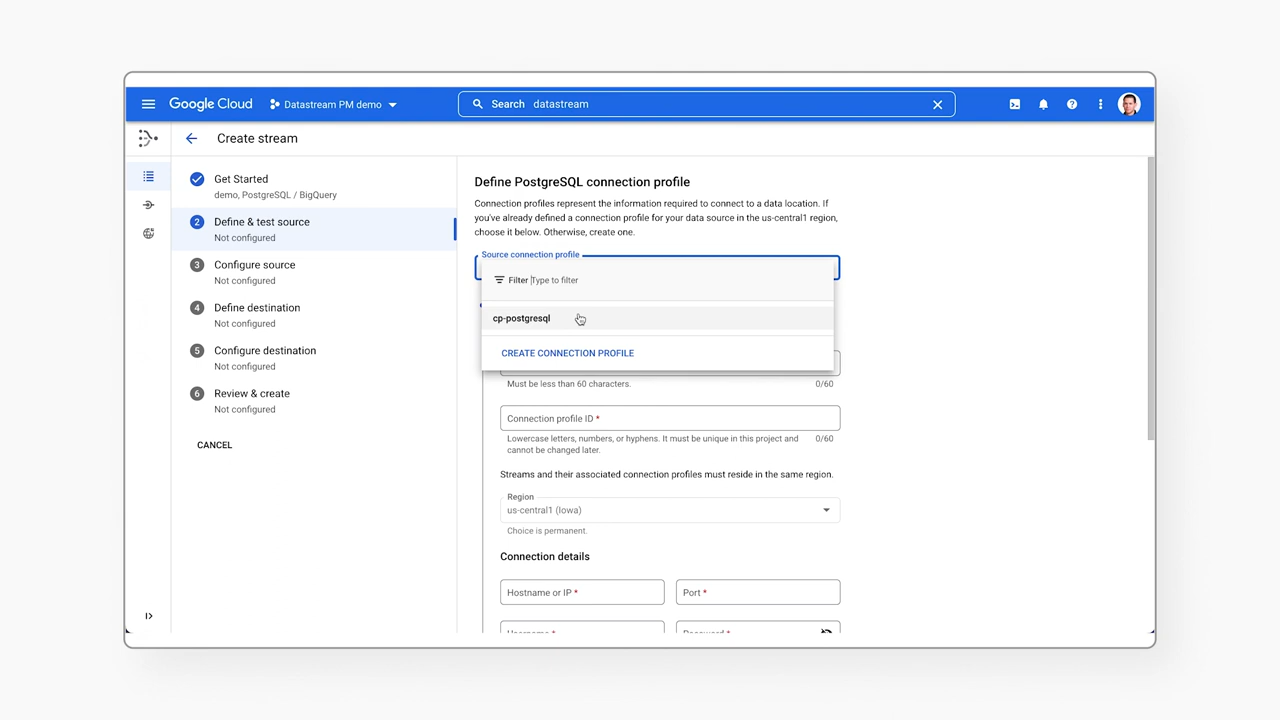 Google Cloud
Datastream PM demo
Search datastream
Create stream
Get Started
demo, PostgreSQL / BigQuery
2 Define & test source
Not configured
3 Configure source
Not configured
4 Define destination
Not configured
5 Configure destination
Not configured
6 Review & create
Not configured
CANCEL
Define PostgreSQL connection profile
Connection profiles represent the information required to connect to a data location. If
you've already defined a connection profile for your data source in the us-central1 region,
choose it below. Otherwise, create one.
Source connection profile
Filter Type to filter
cp-postgresql
CREATE CONNECTION PROFILE
Must be less than 60 characters. 0/60
Connection profile ID *
Lowercase letters, numbers, or hyphens. It must be unique in this project and 0/60
cannot be changed later.
Streams and their associated connection profiles must reside in the same region.
Region
us-central1 (Iowa)
Choice is permanent.
Connection details
Hostname or IP *
Port *
Username *
Password *